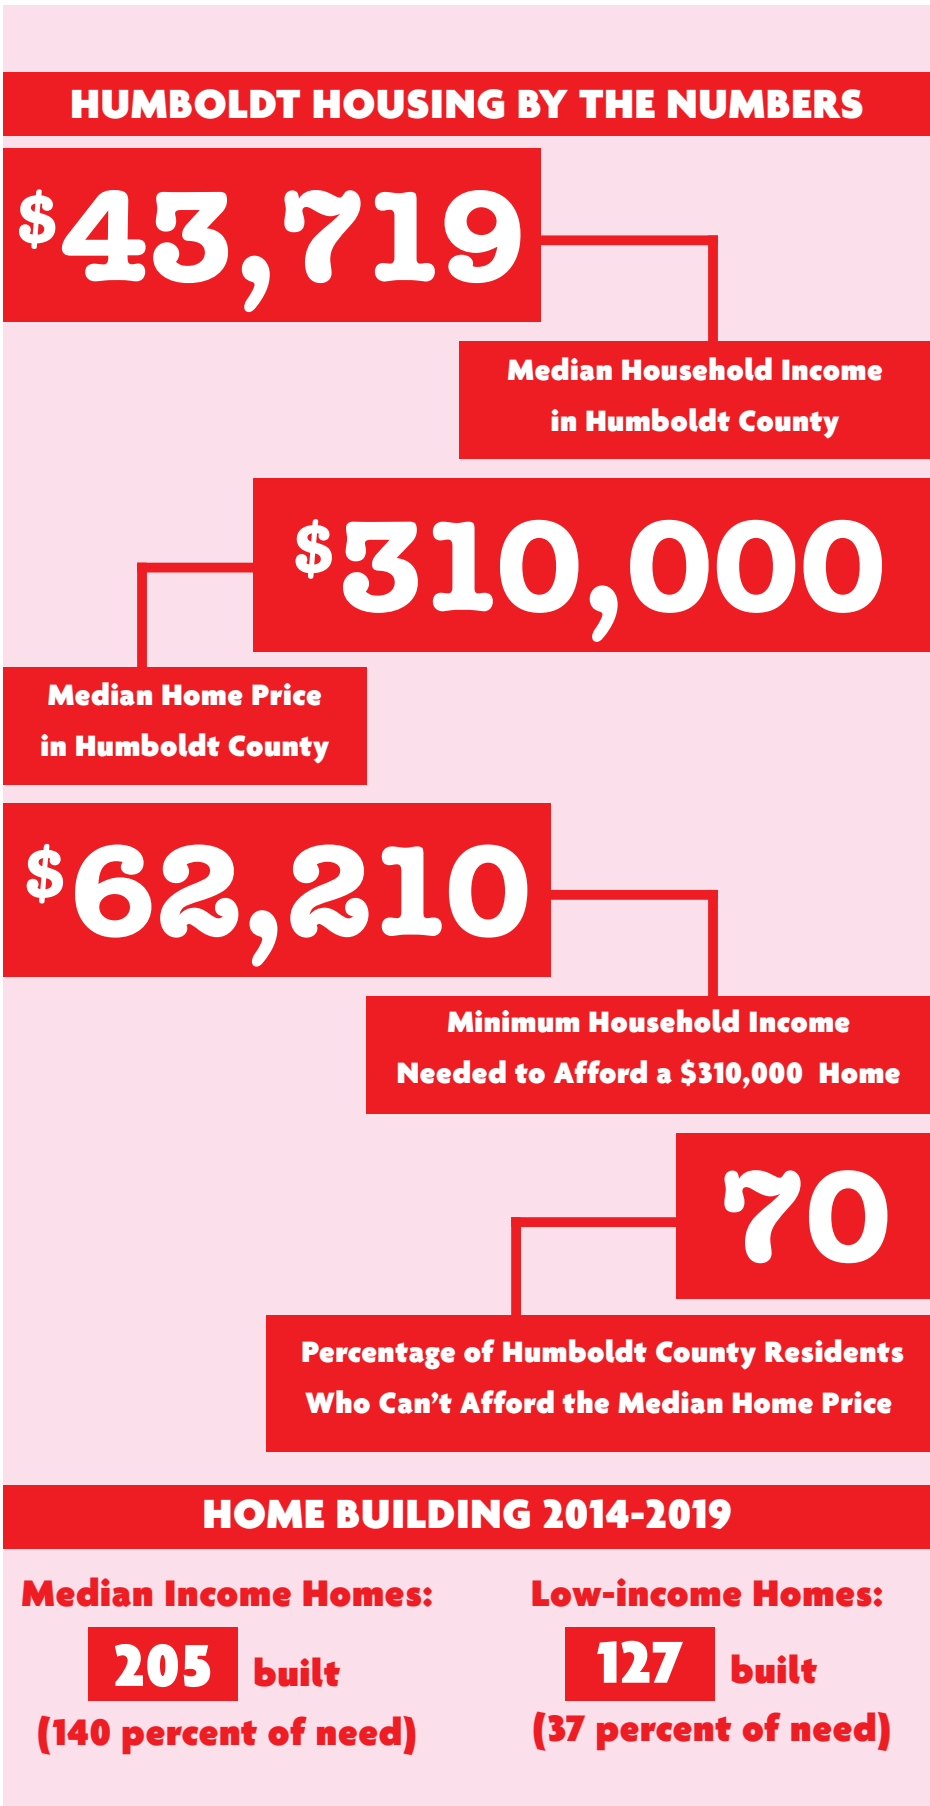 HUMBOLDT HOUSING BY THE NUMBERS
$43,719
Median Household Income
in Humboldt County
$310,000
Median Home Price
in Humboldt County
$62,210
Minimum Household Income
Needed to Afford a $310,000 Home
70
Percentage of Humboldt County Residents
Who Can’t Afford the Median Home Price
HOME BUILDING 2014-2019
Median Income Homes:
205 built
(140 percent of need)
Low-income Homes:
127 built
(37 percent of need)